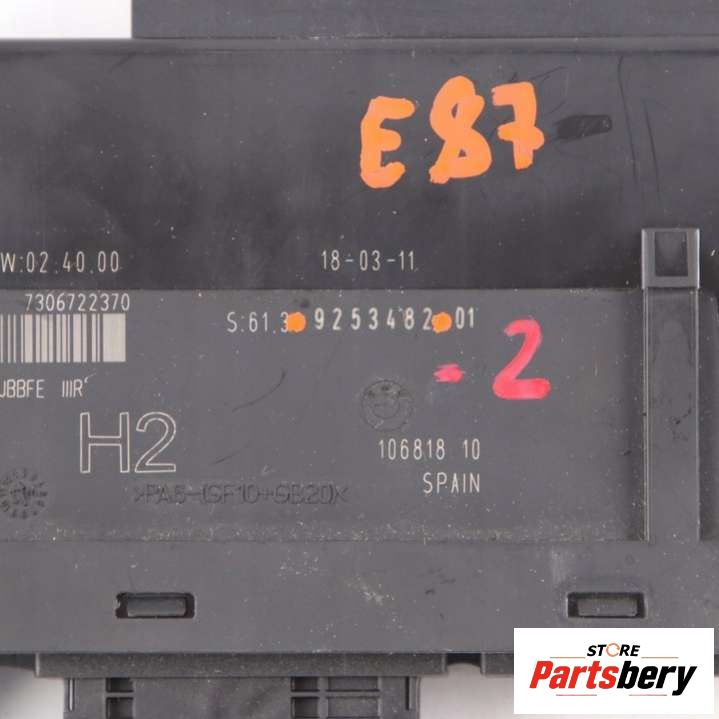 E87
W:02.40.00
18-03-11
7306722370
S:61.3 9253482 01
- 2
JBBFE IIIR
H2
106818 10
SPAIN
>PA6-(GF10+GB20)<
STORE
Partsbery